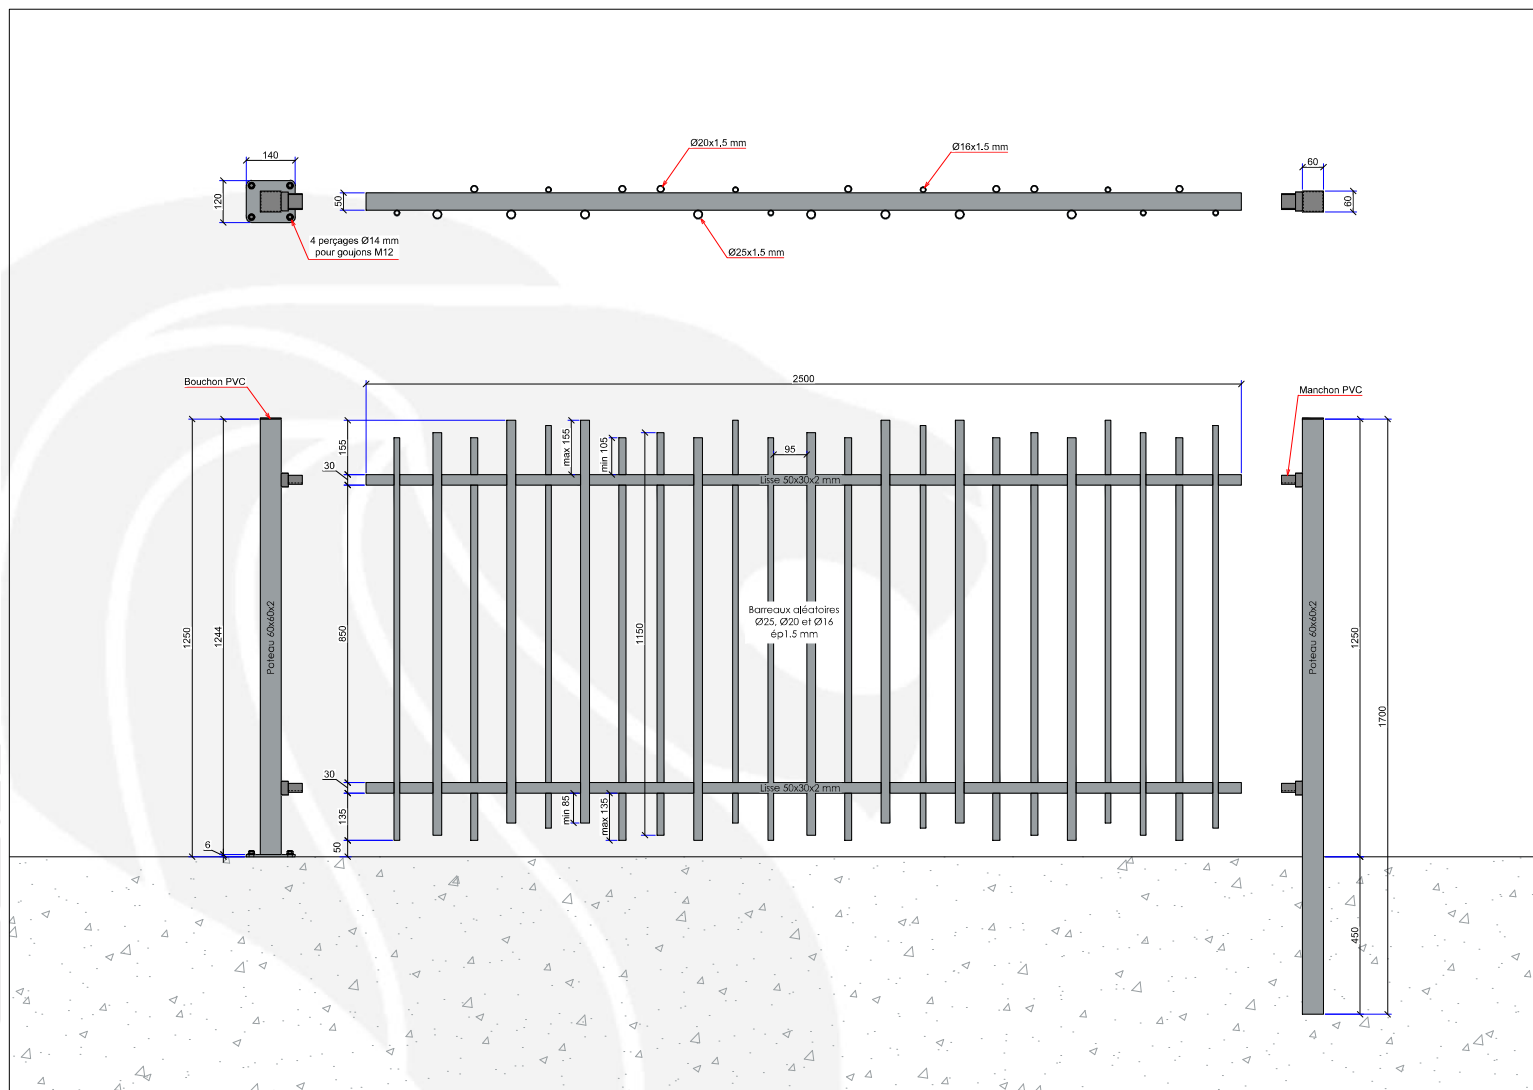 140
120
4 perçages Ø14 mm
pour goujons M12
50
Ø20x1,5 mm
Ø16x1.5 mm
Ø25x1.5 mm
60
60
Bouchon PVC
2500
Manchon PVC
155
30
max 155
min 105
95
Lisse 50x30x2 mm
1250
1244
Poteau 60x60x2
850
1150
Barreaux aléatoires
Ø25, Ø20 et Ø16
ép1.5 mm
Poteau 60x60x2
1250
1700
30
Lisse 50x30x2 mm
135
min 85
max 135
6
50
450